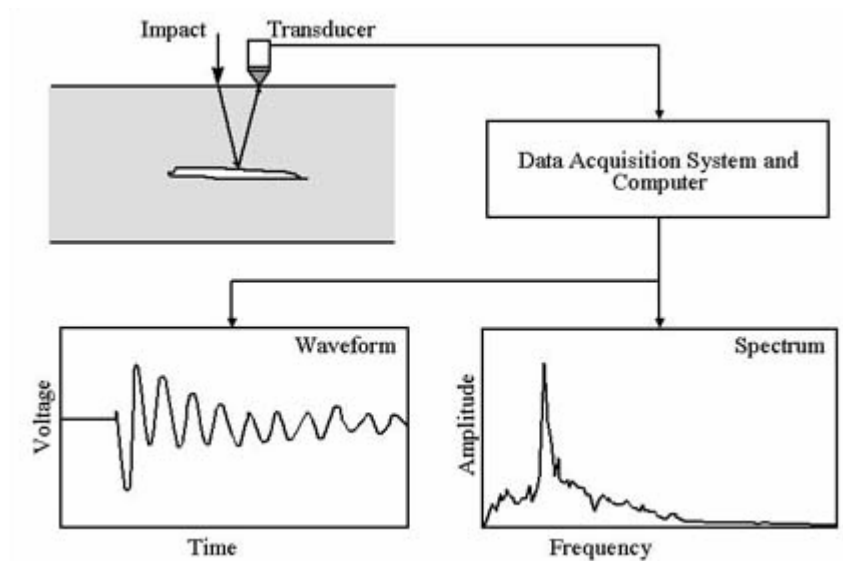 Impact Transducer
Data Acquisition System and
Computer
Waveform
Voltage
Time
Spectrum
Amplitude
Frequency